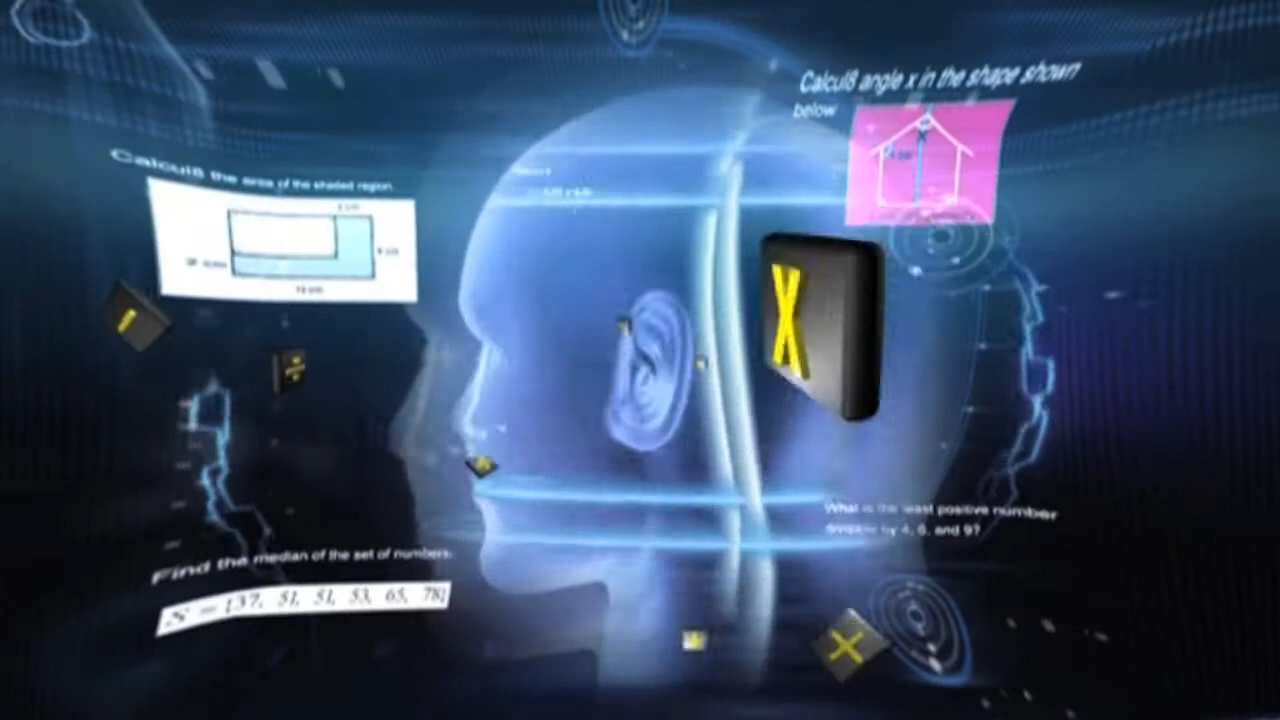 Calcul8 angle x in the shape shown
below
Calcul8 the area of the shaded region.
10 cm
X
What is the least positive number
by 4, 6, and 9?
Find the median of the set of numbers.
S = {37, 51, 51, 53, 65, 78}